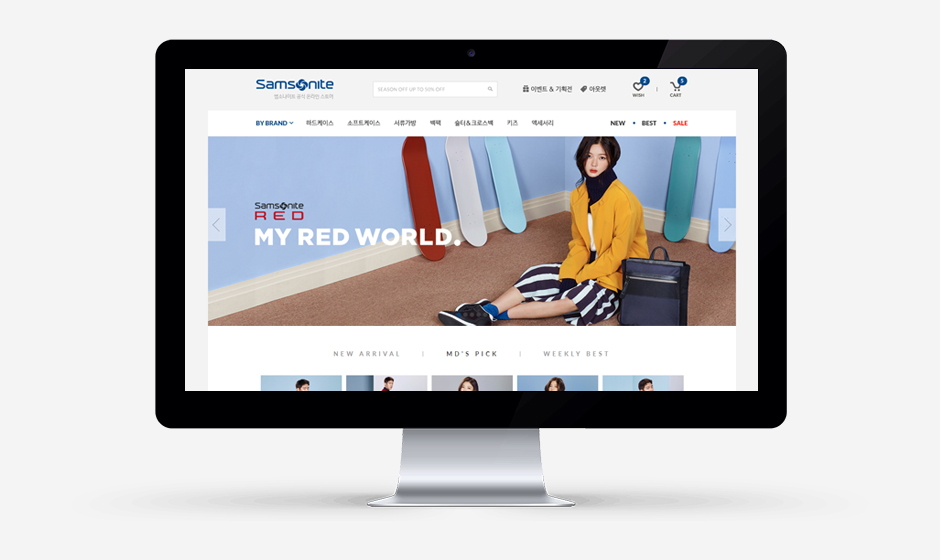 Samsonite
쌤소나이트 공식 온라인 스토어
SEASON OFF UP TO 50% OFF
이벤트 & 기획전
아웃렛
2
WISH
5
CART
BY BRAND
하드케이스
소프트케이스
서류가방
백팩
숄더&크로스백
키즈
액세서리
NEW
BEST
SALE
Samsonite
RED
MY RED WORLD.
NEW ARRIVAL
MD'S PICK
WEEKLY BEST